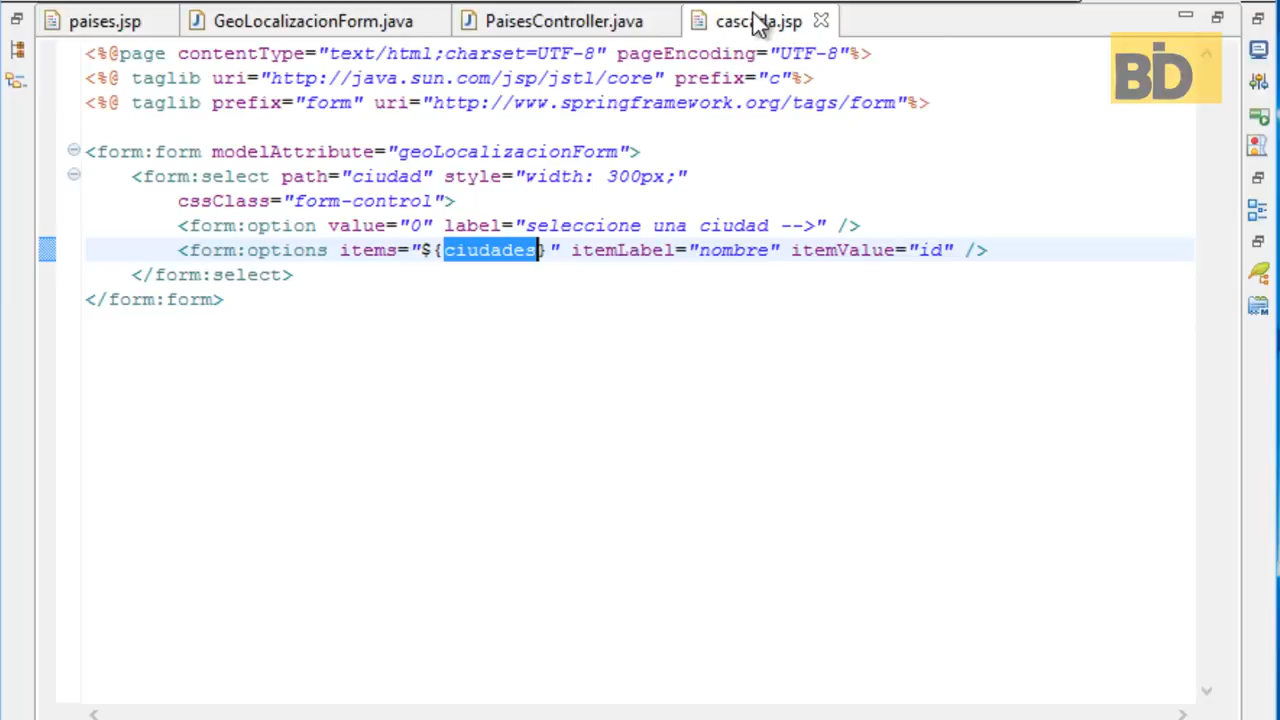 paises.jsp GeoLocalizacionForm.java PaisesController.java cascada.jsp
<%@page contentType="text/html;charset=UTF-8" pageEncoding="UTF-8"%>
<%@ taglib uri="http://java.sun.com/jsp/jstl/core" prefix="c"%>
<%@ taglib prefix="form" uri="http://www.springframework.org/tags/form"%>
<form:form modelAttribute="geoLocalizacionForm">
<form:select path="ciudad" style="width: 300px;"
cssClass="form-control">
<form:option value="0" label="seleccione una ciudad -->" />
<form:options items="${ciudades}" itemLabel="nombre" itemValue="id" />
</form:select>
</form:form>
BD